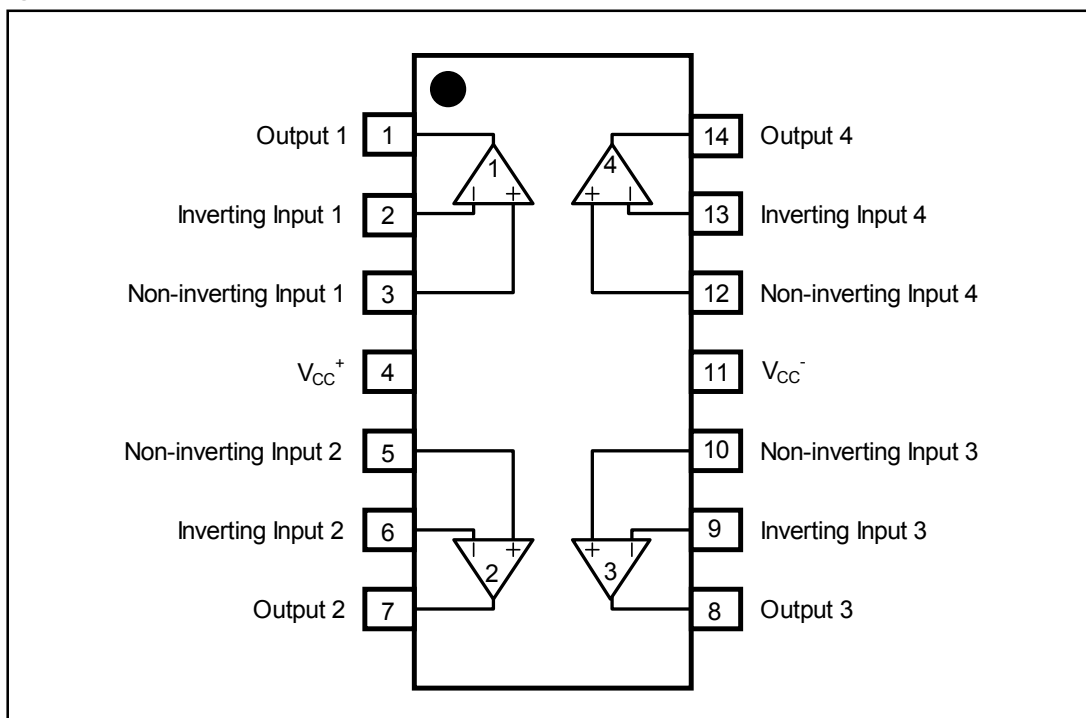 Output 1 1 14 Output 4
1 4
- + + -
Inverting Input 1 2 13 Inverting Input 4
Non-inverting Input 1 3 12 Non-inverting Input 4
VCC+ 4 11 VCC-
Non-inverting Input 2 5 10 Non-inverting Input 3
Inverting Input 2 6 9 Inverting Input 3
- + + -
2 3
Output 2 7 8 Output 3